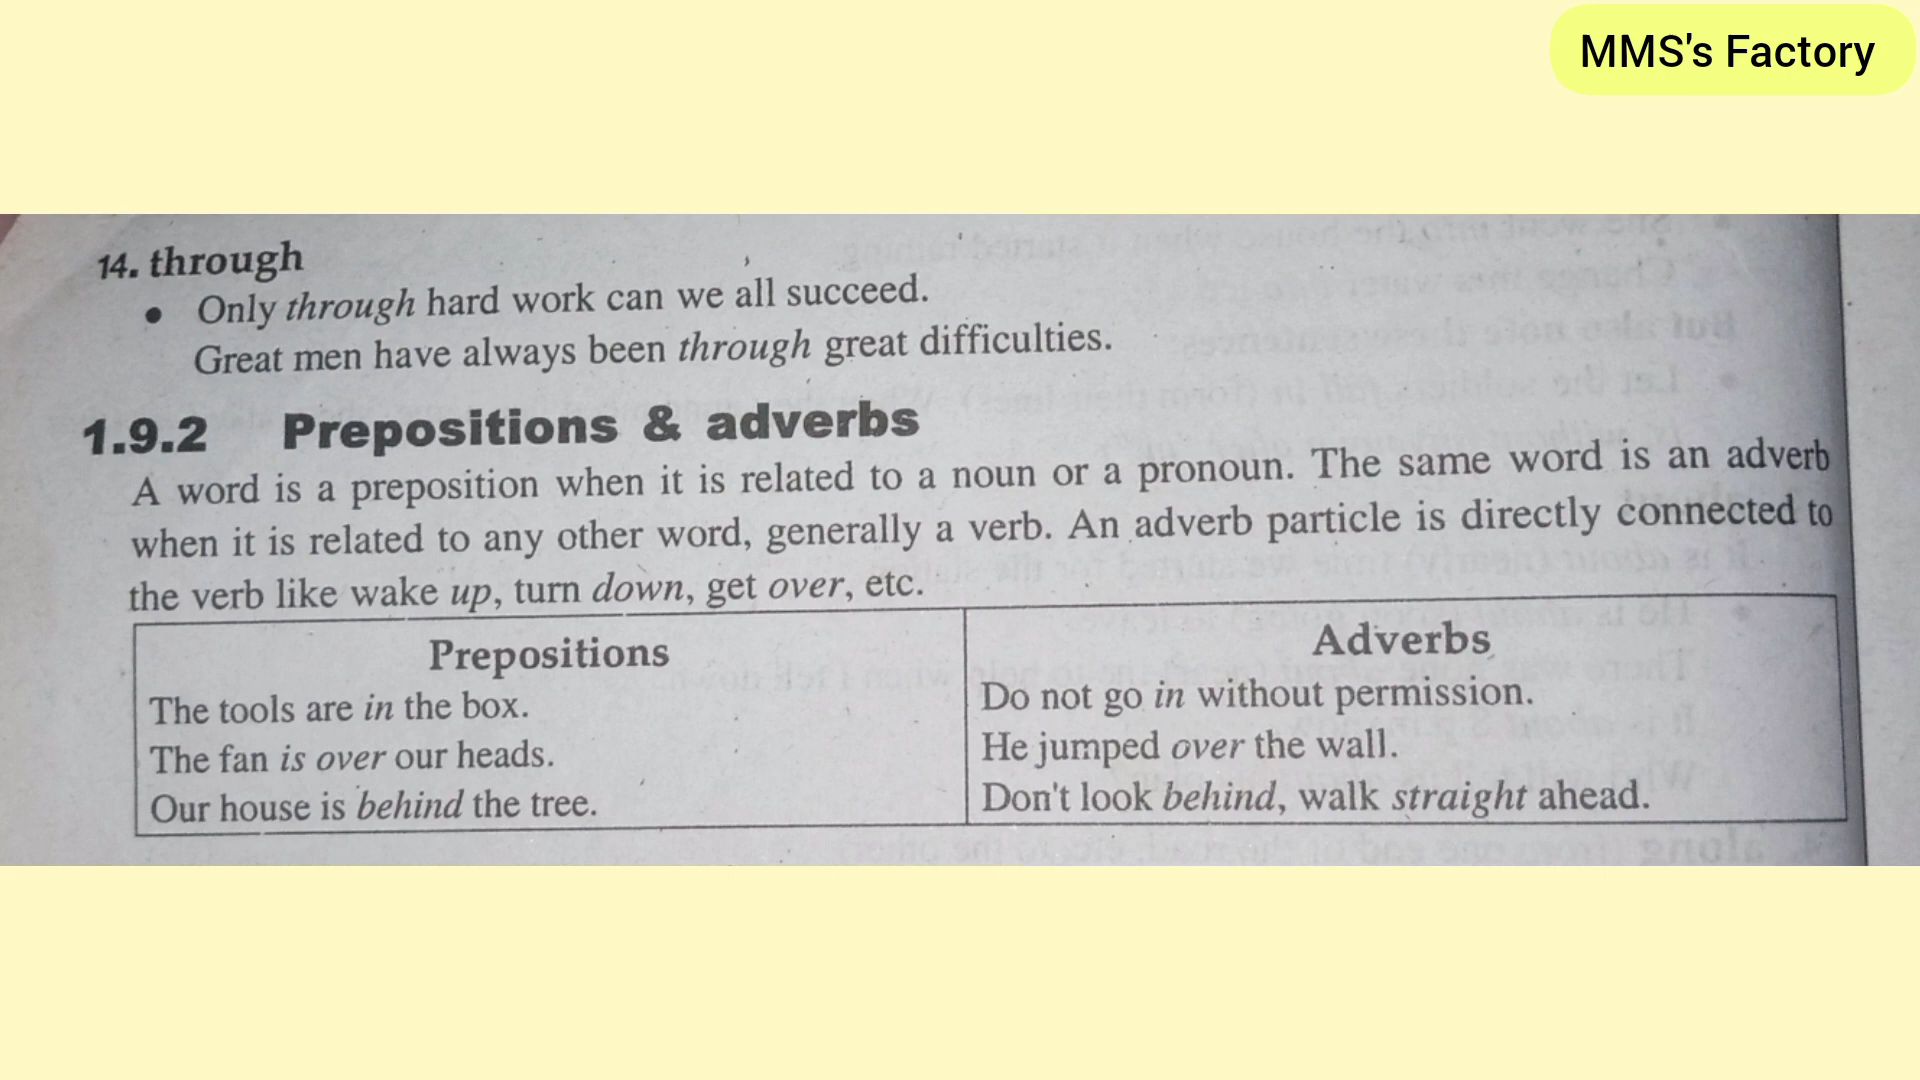 MMS's Factory
14. through
• Only through hard work can we all succeed.
Great men have always been through great difficulties.
1.9.2 Prepositions & adverbs
A word is a preposition when it is related to a noun or a pronoun. The same word is an adverb
when it is related to any other word, generally a verb. An adverb particle is directly connected to
the verb like wake up, turn down, get over, etc.
Prepositions
The tools are in the box.
The fan is over our heads.
Our house is behind the tree.
Adverbs
Do not go in without permission.
He jumped over the wall.
Don't look behind, walk straight ahead.